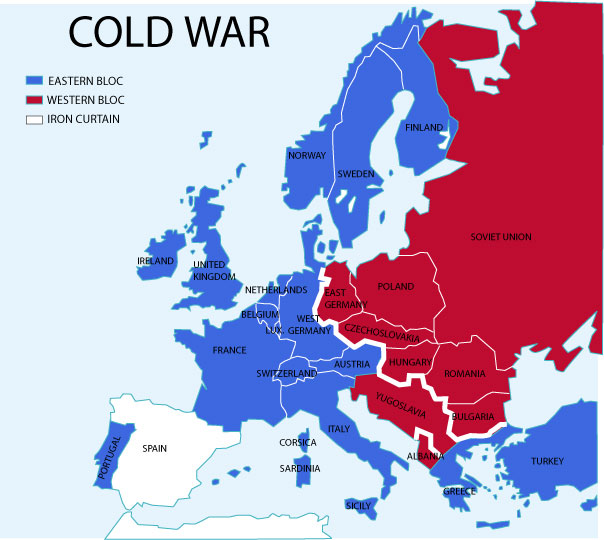 COLD WAR
EASTERN BLOC
WESTERN BLOC
IRON CURTAIN
FINLAND
NORWAY
SWEDEN
SOVIET UNION
IRELAND
UNITED
KINGDOM
NETHERLANDS
EAST
GERMANY
POLAND
BELGIUM
WEST
GERMANY
LUX.
CZECHOSLOVARIA
FRANCE
AUSTRIA
HUNGARY
SWITZERLAND
ROMANIA
YUGOSLAVIA
BULGARIA
ITALY
CORSICA
SPAIN
PORTUGAL
ALBANIA
SARDINIA
TURKEY
GREECE
SICILY